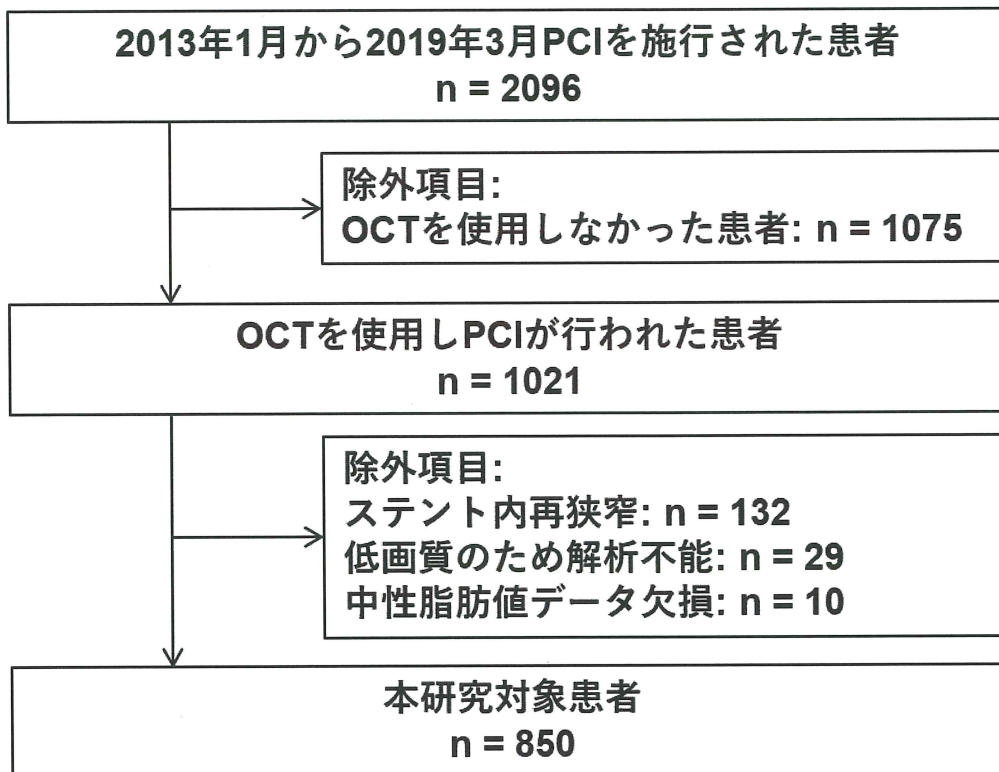 2013年1月から2019年3月PCIを施行された患者
n = 2096
除外項目:
OCTを使用しなかった患者: n = 1075
OCTを使用しPCIが行われた患者
n = 1021
除外項目:
ステント内再狭窄: n = 132
低画質のため解析不能: n = 29
中性脂肪値データ欠損: n = 10
本研究対象患者
n = 850